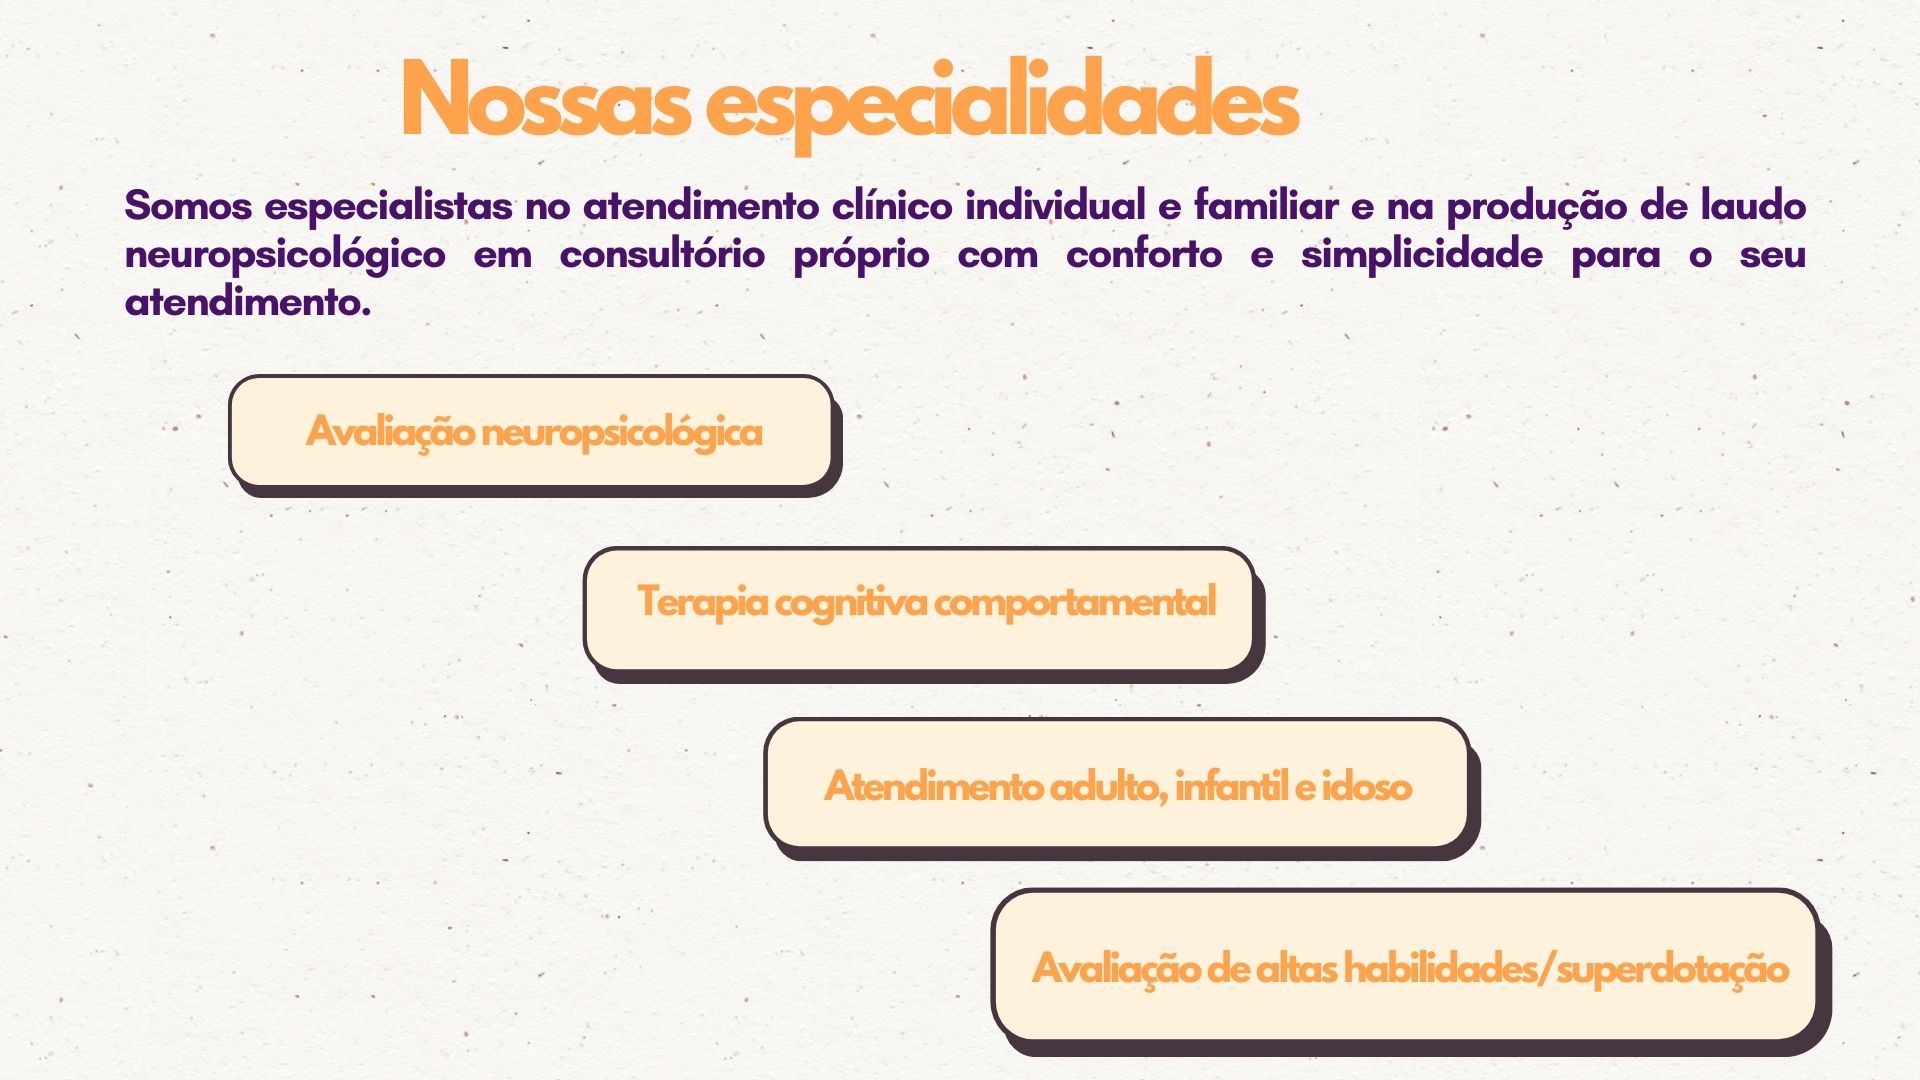 Nossas especialidades
Somos especialistas no atendimento clínico individual e familiar e na produção de laudo
neuropsicológico em consultório próprio com conforto e simplicidade para o seu
atendimento.
Avaliação neuropsicológica
Terapia cognitiva comportamental
Atendimento adulto, infantil e idoso
Avaliação de altas habilidades/superdotação